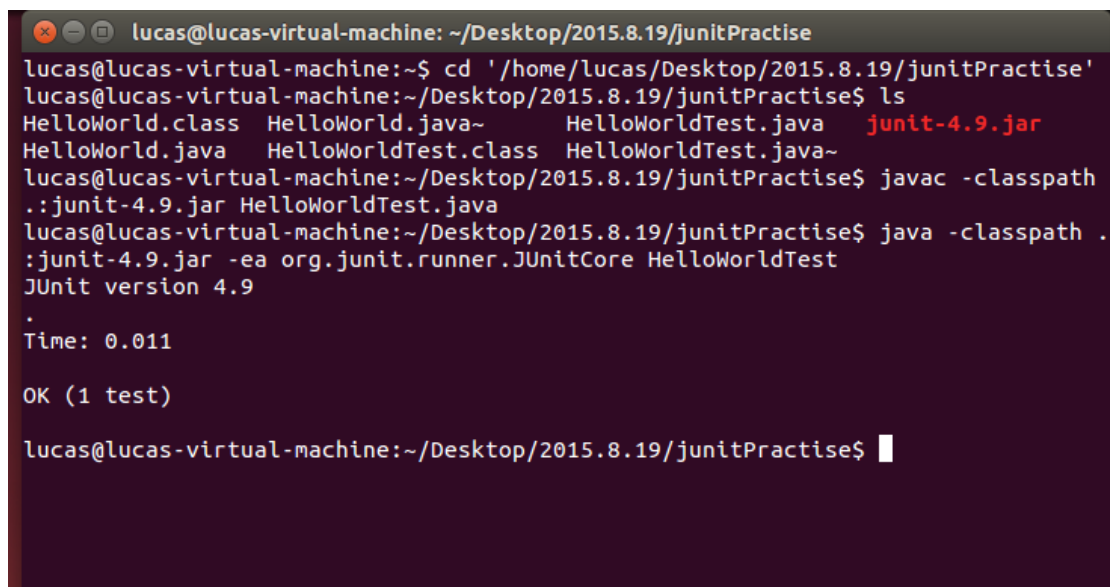 lucas@lucas-virtual-machine: ~/Desktop/2015.8.19/junitPractise
lucas@lucas-virtual-machine:~$ cd '/home/lucas/Desktop/2015.8.19/junitPractise'
lucas@lucas-virtual-machine:~/Desktop/2015.8.19/junitPractise$ ls
HelloWorld.class  HelloWorld.java~      HelloWorldTest.java   junit-4.9.jar
HelloWorld.java   HelloWorldTest.class  HelloWorldTest.java~
lucas@lucas-virtual-machine:~/Desktop/2015.8.19/junitPractise$ javac -classpath
.:junit-4.9.jar HelloWorldTest.java
lucas@lucas-virtual-machine:~/Desktop/2015.8.19/junitPractise$ java -classpath .
:junit-4.9.jar -ea org.junit.runner.JUnitCore HelloWorldTest
JUnit version 4.9
.
Time: 0.011
OK (1 test)
lucas@lucas-virtual-machine:~/Desktop/2015.8.19/junitPractise$